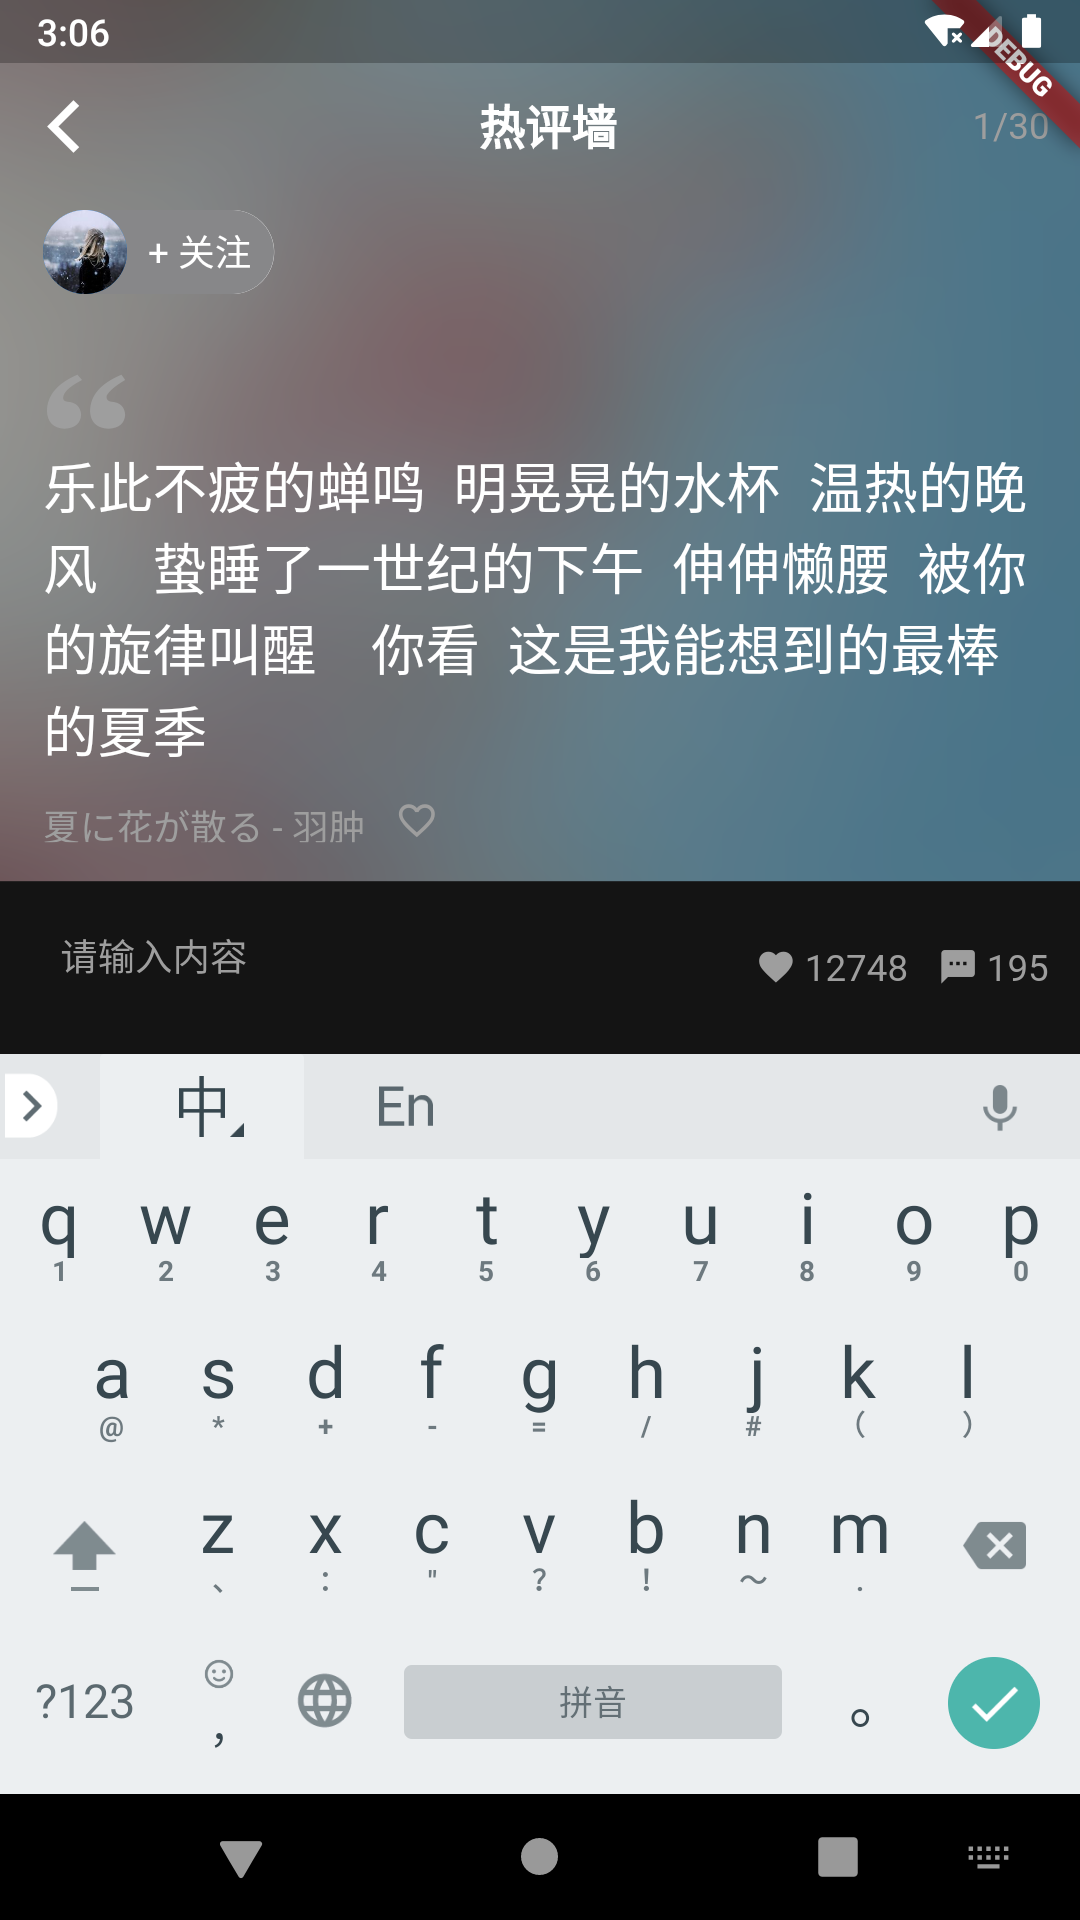 3:06
DEBUG
热评墙
1/30
+ 关注
“
乐此不疲的蝉鸣 明晃晃的水杯 温热的晚
风 蛰睡了一世纪的下午 伸伸懒腰 被你
的旋律叫醒 你看 这是我能想到的最棒
的夏季
夏に花が散る - 羽肿
请输入内容
12748
195
中
En
q w e r t y u i o p
1 2 3 4 5 6 7 8 9 0
a s d f g h j k l
@ * + - = / # ( )
z x c v b n m
、 : " ? ! ～ .
?123
,
拼音
。